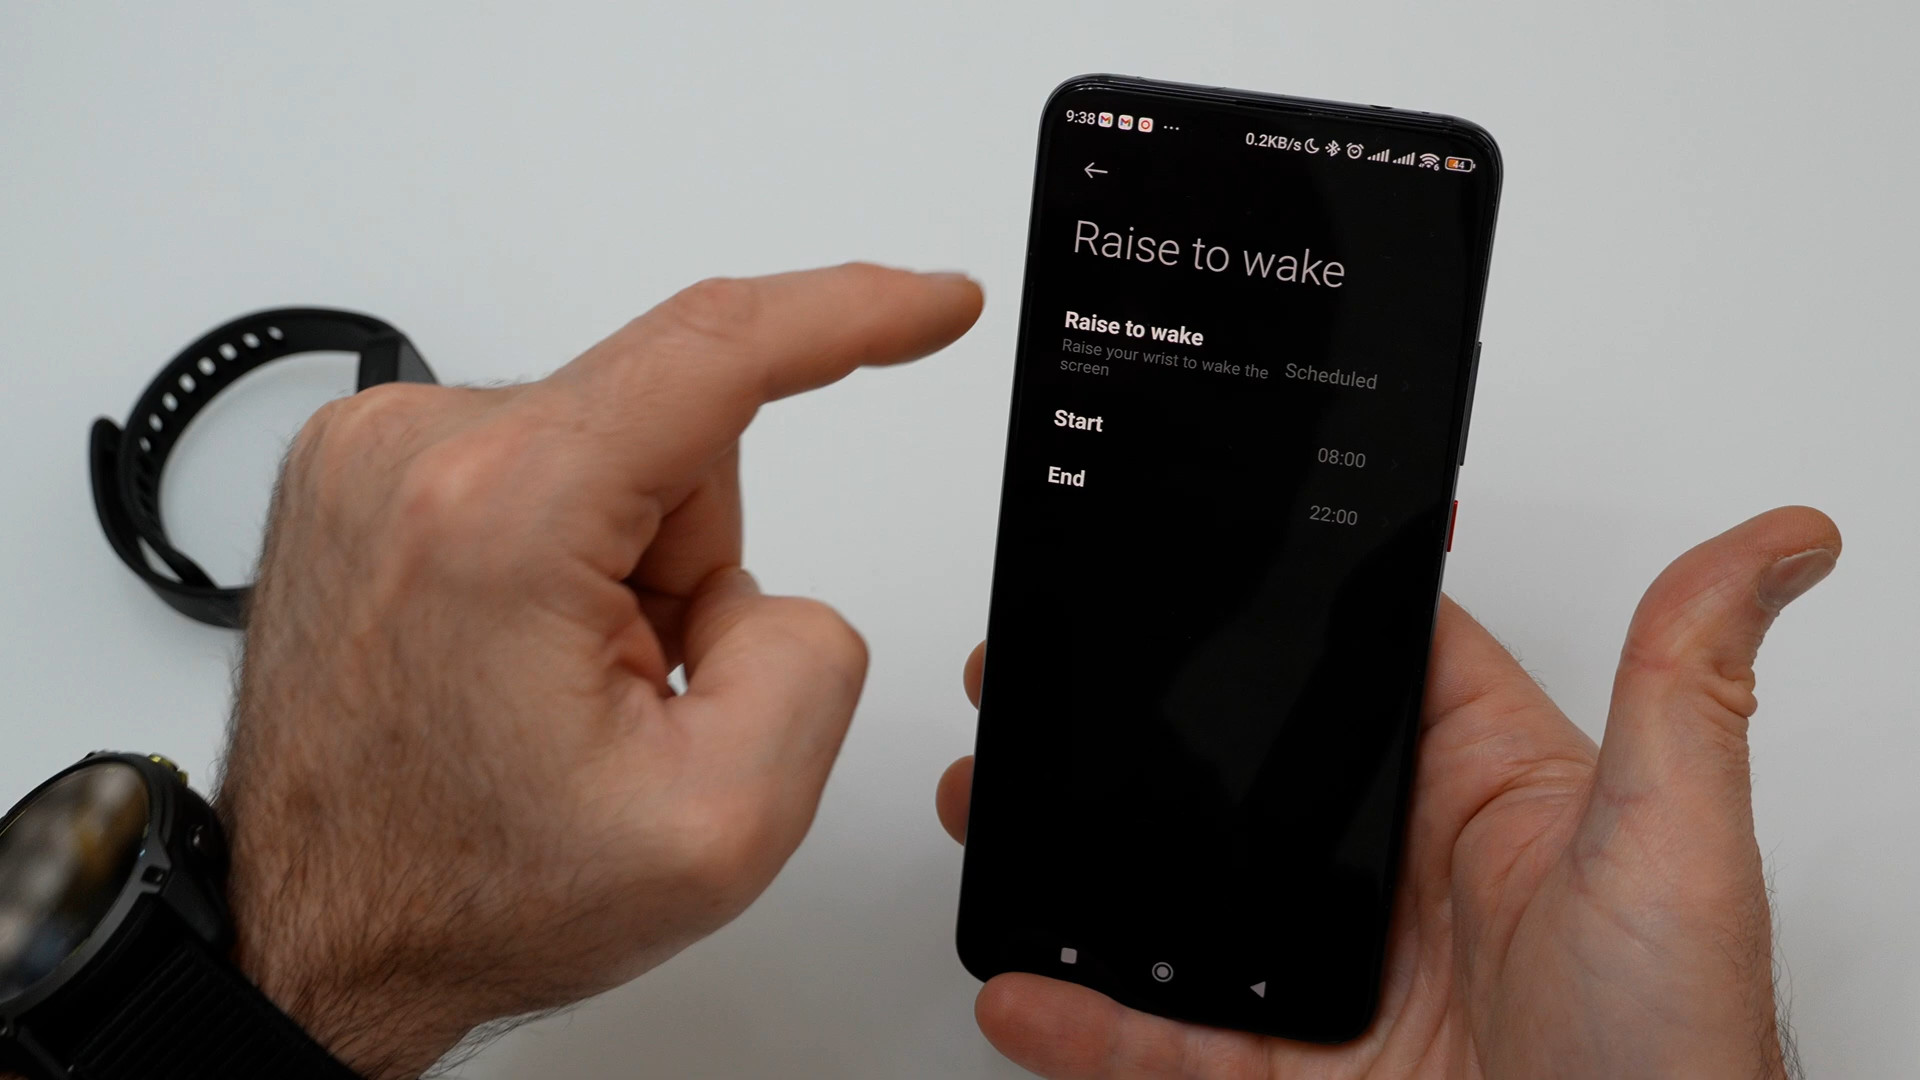 9:38 ... 0.2KB/s 44
Raise to wake
Raise to wake
Raise your wrist to wake the
screen
Scheduled
Start
08:00
End
22:00